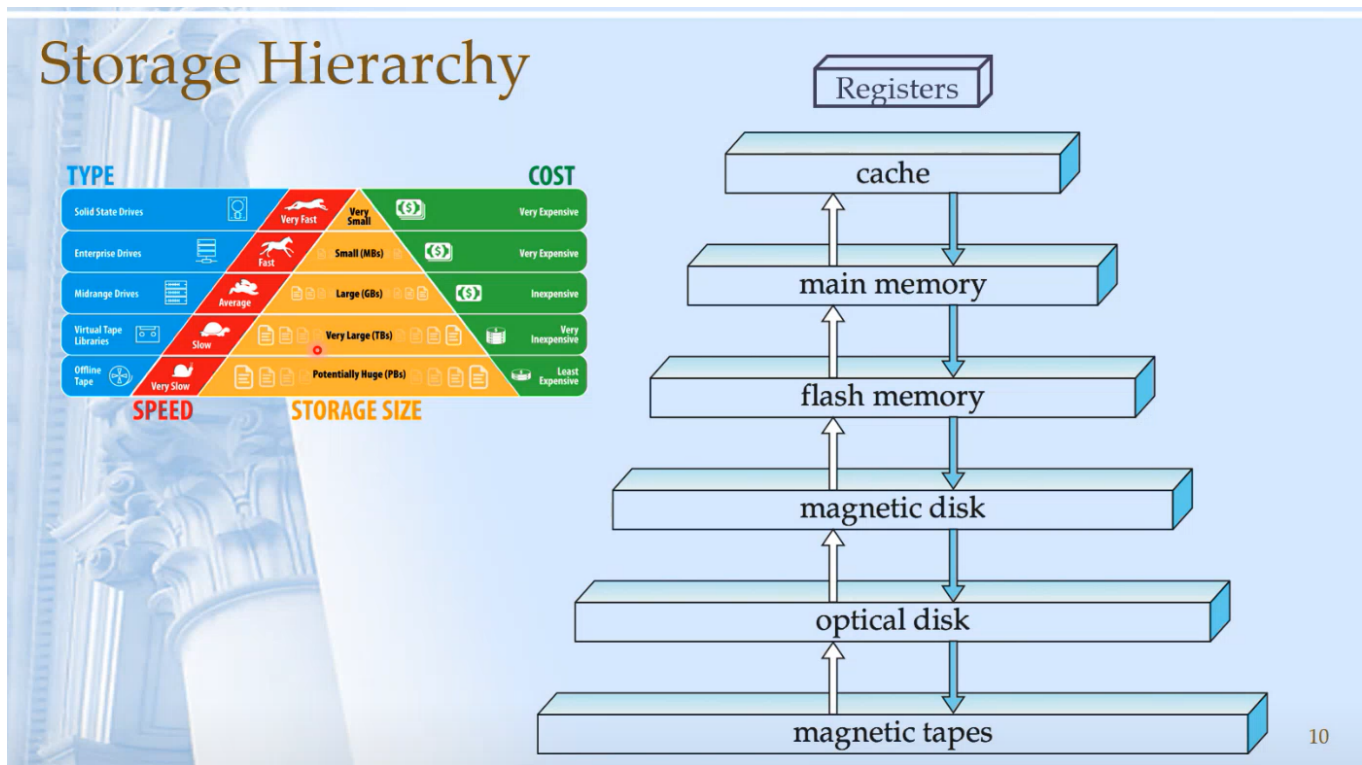 Storage Hierarchy
TYPE
COST
Solid State Drives
Very Fast
Very
Small
Very Expensive
Enterprise Drives
Fast
Small (MBs)
Very Expensive
Midrange Drives
Average
Large (GBs)
Inexpensive
Virtual Tape
Libraries
Slow
Very Large (TBs)
Very
Inexpensive
Offline
Tape
Very Slow
Potentially Huge (PBs)
Least
Expensive
SPEED
STORAGE SIZE
Registers
cache
main memory
flash memory
magnetic disk
optical disk
magnetic tapes
10